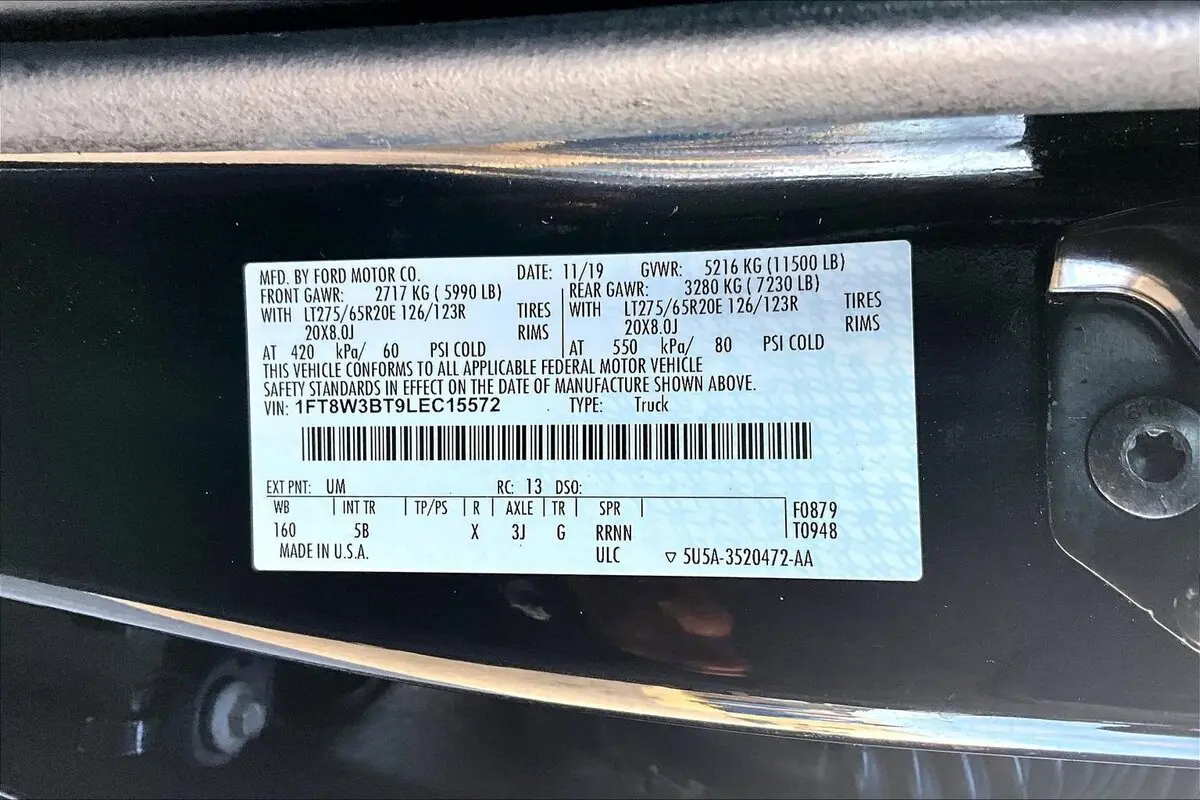 MFD. BY FORD MOTOR CO. DATE: 11/19 GVWR: 5216 KG (11500 LB)
FRONT GAWR: 2717 KG ( 5990 LB) REAR GAWR: 3280 KG ( 7230 LB)
WITH LT275/65R20E 126/123R TIRES WITH LT275/65R20E 126/123R TIRES
20X8.0J RIMS 20X8.0J RIMS
AT 420 kPa/ 60 PSI COLD AT 550 kPa/ 80 PSI COLD
THIS VEHICLE CONFORMS TO ALL APPLICABLE FEDERAL MOTOR VEHICLE
SAFETY STANDARDS IN EFFECT ON THE DATE OF MANUFACTURE SHOWN ABOVE.
VIN: 1FT8W3BT9LEC15572 TYPE: Truck
EXT PNT: UM RC: 13 DSO:
WB INT TR TP/PS R AXLE TR SPR F0879
160 5B X 3J G RRNN T0948
MADE IN U.S.A. ULC ▽ 5U5A-3520472-AA